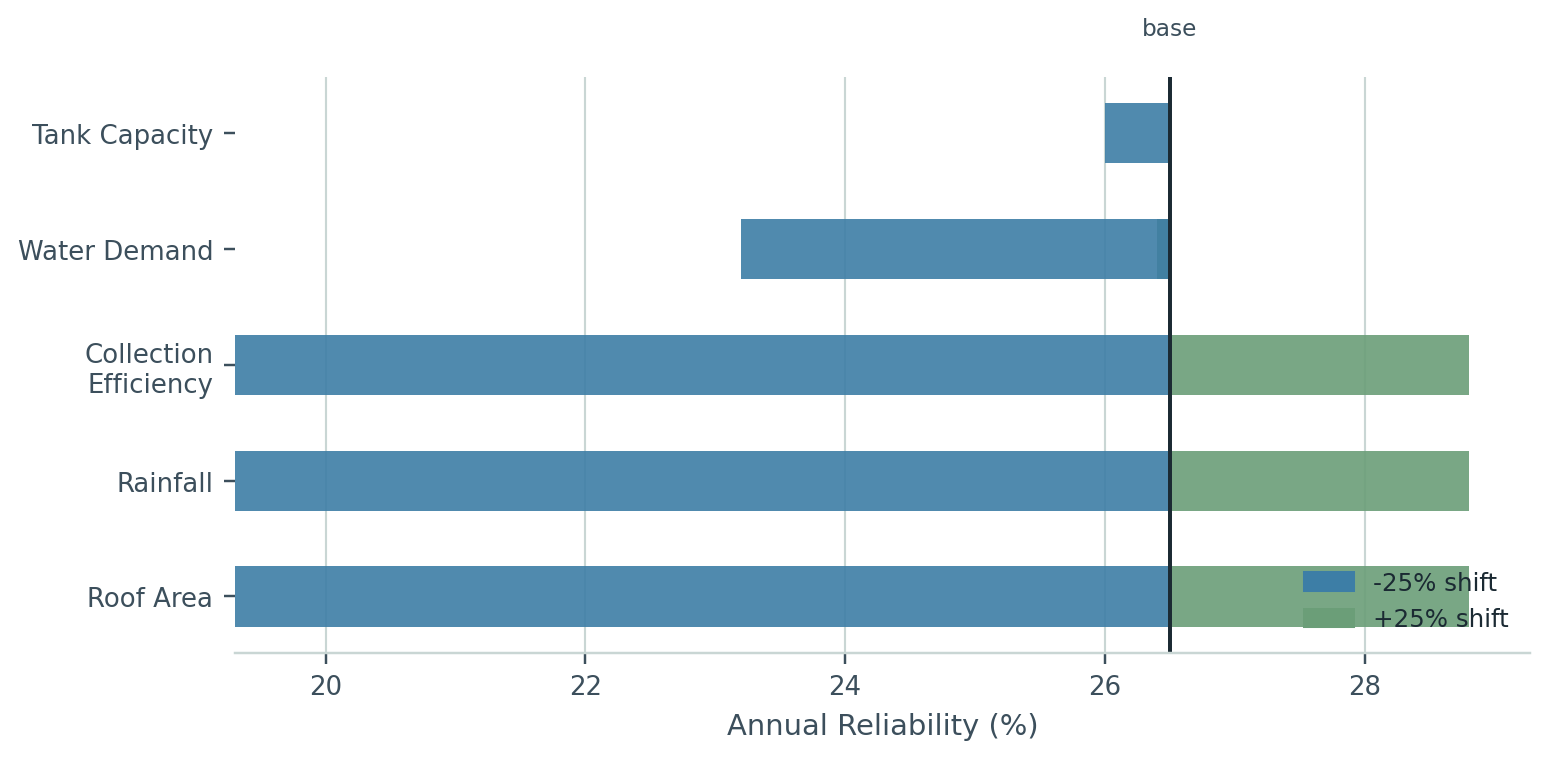 base
Tank Capacity
Water Demand
Collection
Efficiency
Rainfall
Roof Area
-25% shift
+25% shift
20 22 24 26 28
Annual Reliability (%)